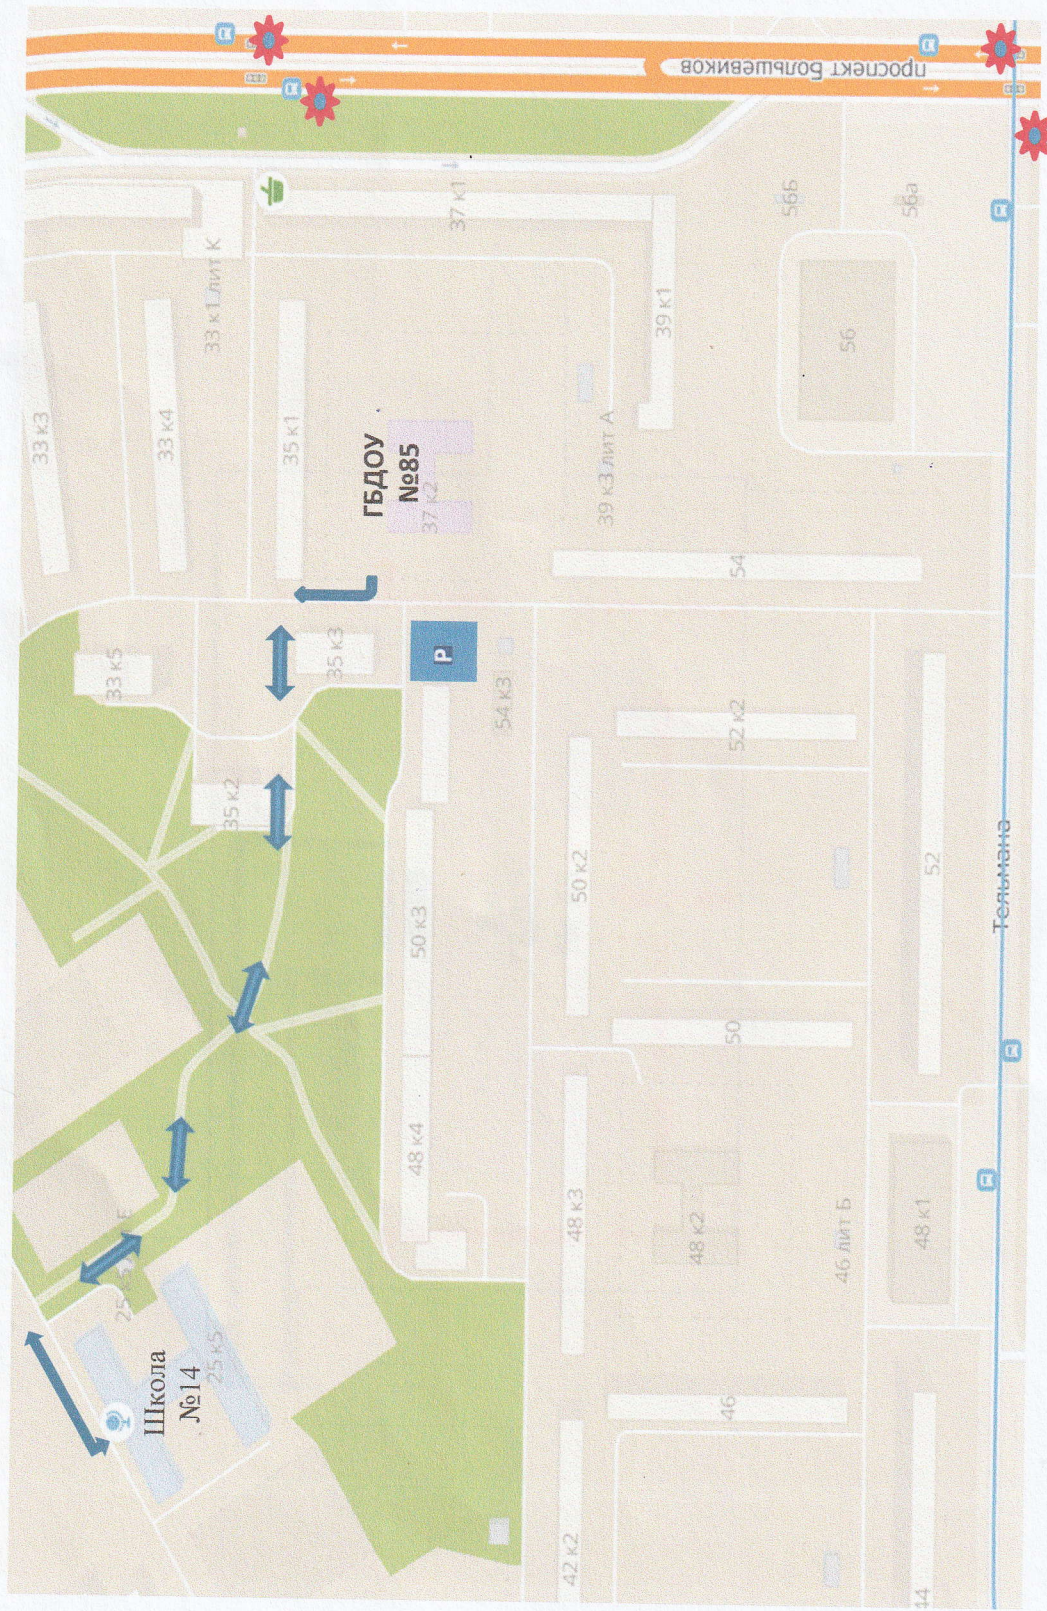 33 к3
33 к4
33 к5
25 к5
Школа
№14
33 к1 лит К
35 к2
35 к1
35 к3
ГБДОУ
№85
37 к2
37 к1
P
50 к3
48 к4
54 к3
39 к3 лит А
39 к1
50 к2
48 к3
42 к2
54
52 к2
50
48 к2
46
проспект Большевиков
56Б
56а
56
46 лит Б
52
48 к1
44
Тельмана